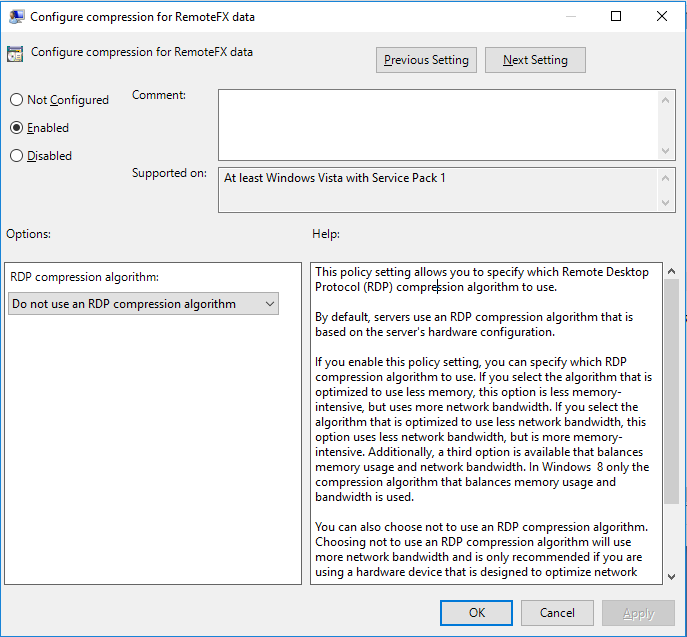 Configure compression for RemoteFX data
Configure compression for RemoteFX data
Previous Setting
Next Setting
Not Configured
Enabled
Disabled
Comment:
Supported on:
At least Windows Vista with Service Pack 1
Options:
Help:
RDP compression algorithm:
Do not use an RDP compression algorithm
This policy setting allows you to specify which Remote Desktop
Protocol (RDP) compression algorithm to use.
By default, servers use an RDP compression algorithm that is
based on the server's hardware configuration.
If you enable this policy setting, you can specify which RDP
compression algorithm to use. If you select the algorithm that is
optimized to use less memory, this option is less memory-
intensive, but uses more network bandwidth. If you select the
algorithm that is optimized to use less network bandwidth, this
option uses less network bandwidth, but is more memory-
intensive. Additionally, a third option is available that balances
memory usage and network bandwidth. In Windows  8 only the
compression algorithm that balances memory usage and
bandwidth is used.
You can also choose not to use an RDP compression algorithm.
Choosing not to use an RDP compression algorithm will use
more network bandwidth and is only recommended if you are
using a hardware device that is designed to optimize network
OK
Cancel
Apply